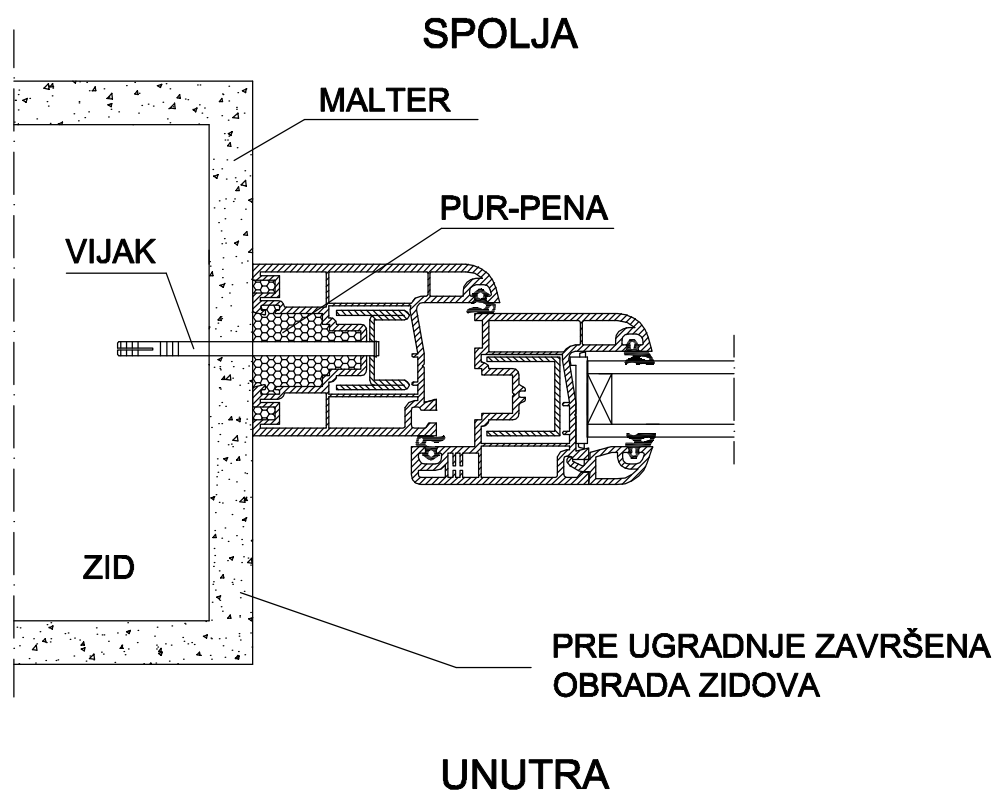 SPOLJA
MALTER
PUR-PENA
VIJAK
ZID
PRE UGRADNJE ZAVRŠENA
OBRADA ZIDOVA
UNUTRA